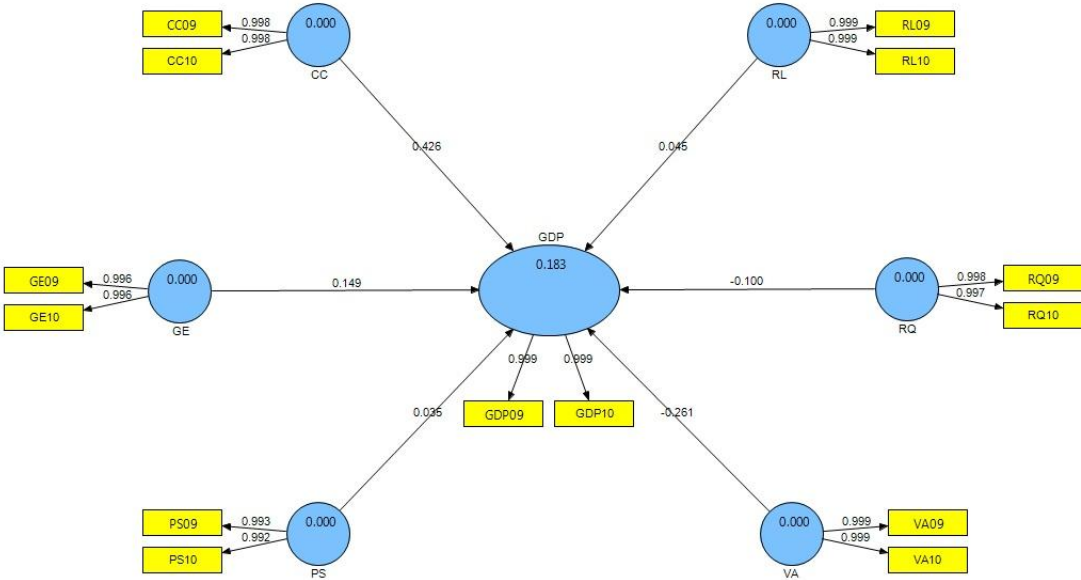 CC09
0.998
0.998
CC10
0.000
CC
0.000
RL
0.999
0.999
RL09
RL10
0.426
0.045
GDP
0.183
GE09
0.996
0.996
GE10
0.000
GE
0.149
-0.100
0.000
RQ
0.998
0.997
RQ09
RQ10
0.999
0.999
GDP09
GDP10
0.035
-0.261
PS09
0.993
0.992
PS10
0.000
PS
0.000
VA
0.999
0.999
VA09
VA10